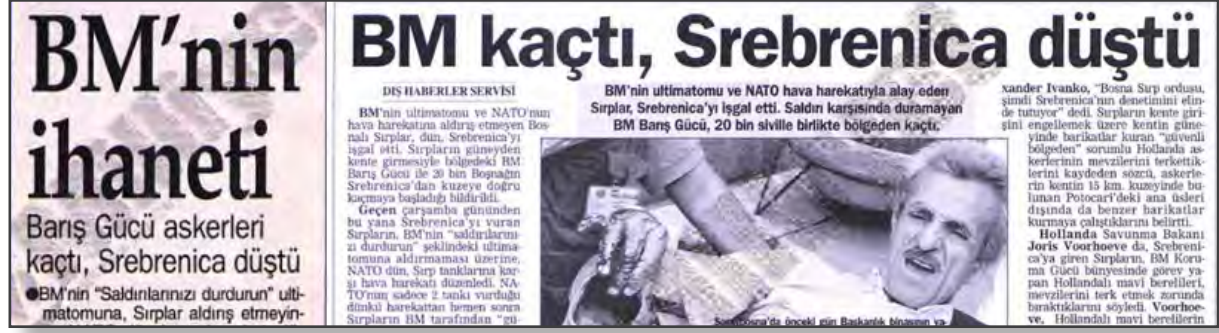 BM'nin
ihaneti
Barış Gücü askerleri
kaçtı, Srebrenica düştü
●BM'nin "Saldırılarınızı durdurun" ulti-
matomuna, Sırplar aldırış etmeyin-
BM kaçtı, Srebrenica düştü
DIŞ HABERLER SERVİSİ
BM'nin ultimatomu ve NATO'nun
hava harekatına aldırış etmeyen Bos-
nalı Sırplar, dün, Srebrenica'yı
işgal etti. Sırpların güneyden
kente girmesiyle bölgedeki BM
Barış Gücü ile 20 bin Boşnağın
Srebrenica'dan kuzeye doğru
kaçmaya başladığı bildirildi.
Geçen çarşamba gününden
bu yana Srebrenica'yı vuran
Sırpların, BM'nin "saldırılarını-
zı durdurun" şeklindeki ultima-
tomuna aldırmaması üzerine,
NATO dün, Sırp tanklarına kar-
şı hava harekatı düzenledi. NA-
TO'nun sadece 2 tankı vurduğu
dünkü harekattan hemen sonra
Sırpların BM tarafından "gü-
BM'nin ultimatomu ve NATO hava harekatıyla alay eden
Sırplar, Srebrenica'yı işgal etti. Saldırı karşısında duramayan
BM Barış Gücü, 20 bin siville birlikte bölgeden kaçtı.
önceki gün Başkanlık binasının ya-
xander Ivanko, "Bosna Sırp ordusu,
şimdi Srebrenica'nın denetimini elin-
de tutuyor" dedi. Sırpların kente giri-
şini engellemek üzere kentin güne-
yinde barikatlar kuran "güvenli
bölgeden" sorumlu Hollanda as-
kerlerinin mevzilerini terkettik-
lerini kaydeden sözcü, askerle-
rin kentin 15 km. kuzeyinde bu-
lunan Potocari'deki ana üsleri
dışında da benzer barikatlar
kurmaya çalıştıklarını belirtti.
Hollanda Savunma Bakanı
Joris Voorhoeve da, Srebreni-
ca'ya giren Sırpların, BM Koru-
ma Gücü bünyesinde görev ya-
pan Hollandalı mavi berelileri,
mevzilerini terk etmek zorunda
bıraktıklarını söyledi. Voorhoe-
ve, Hollandalı mavi berelilerin